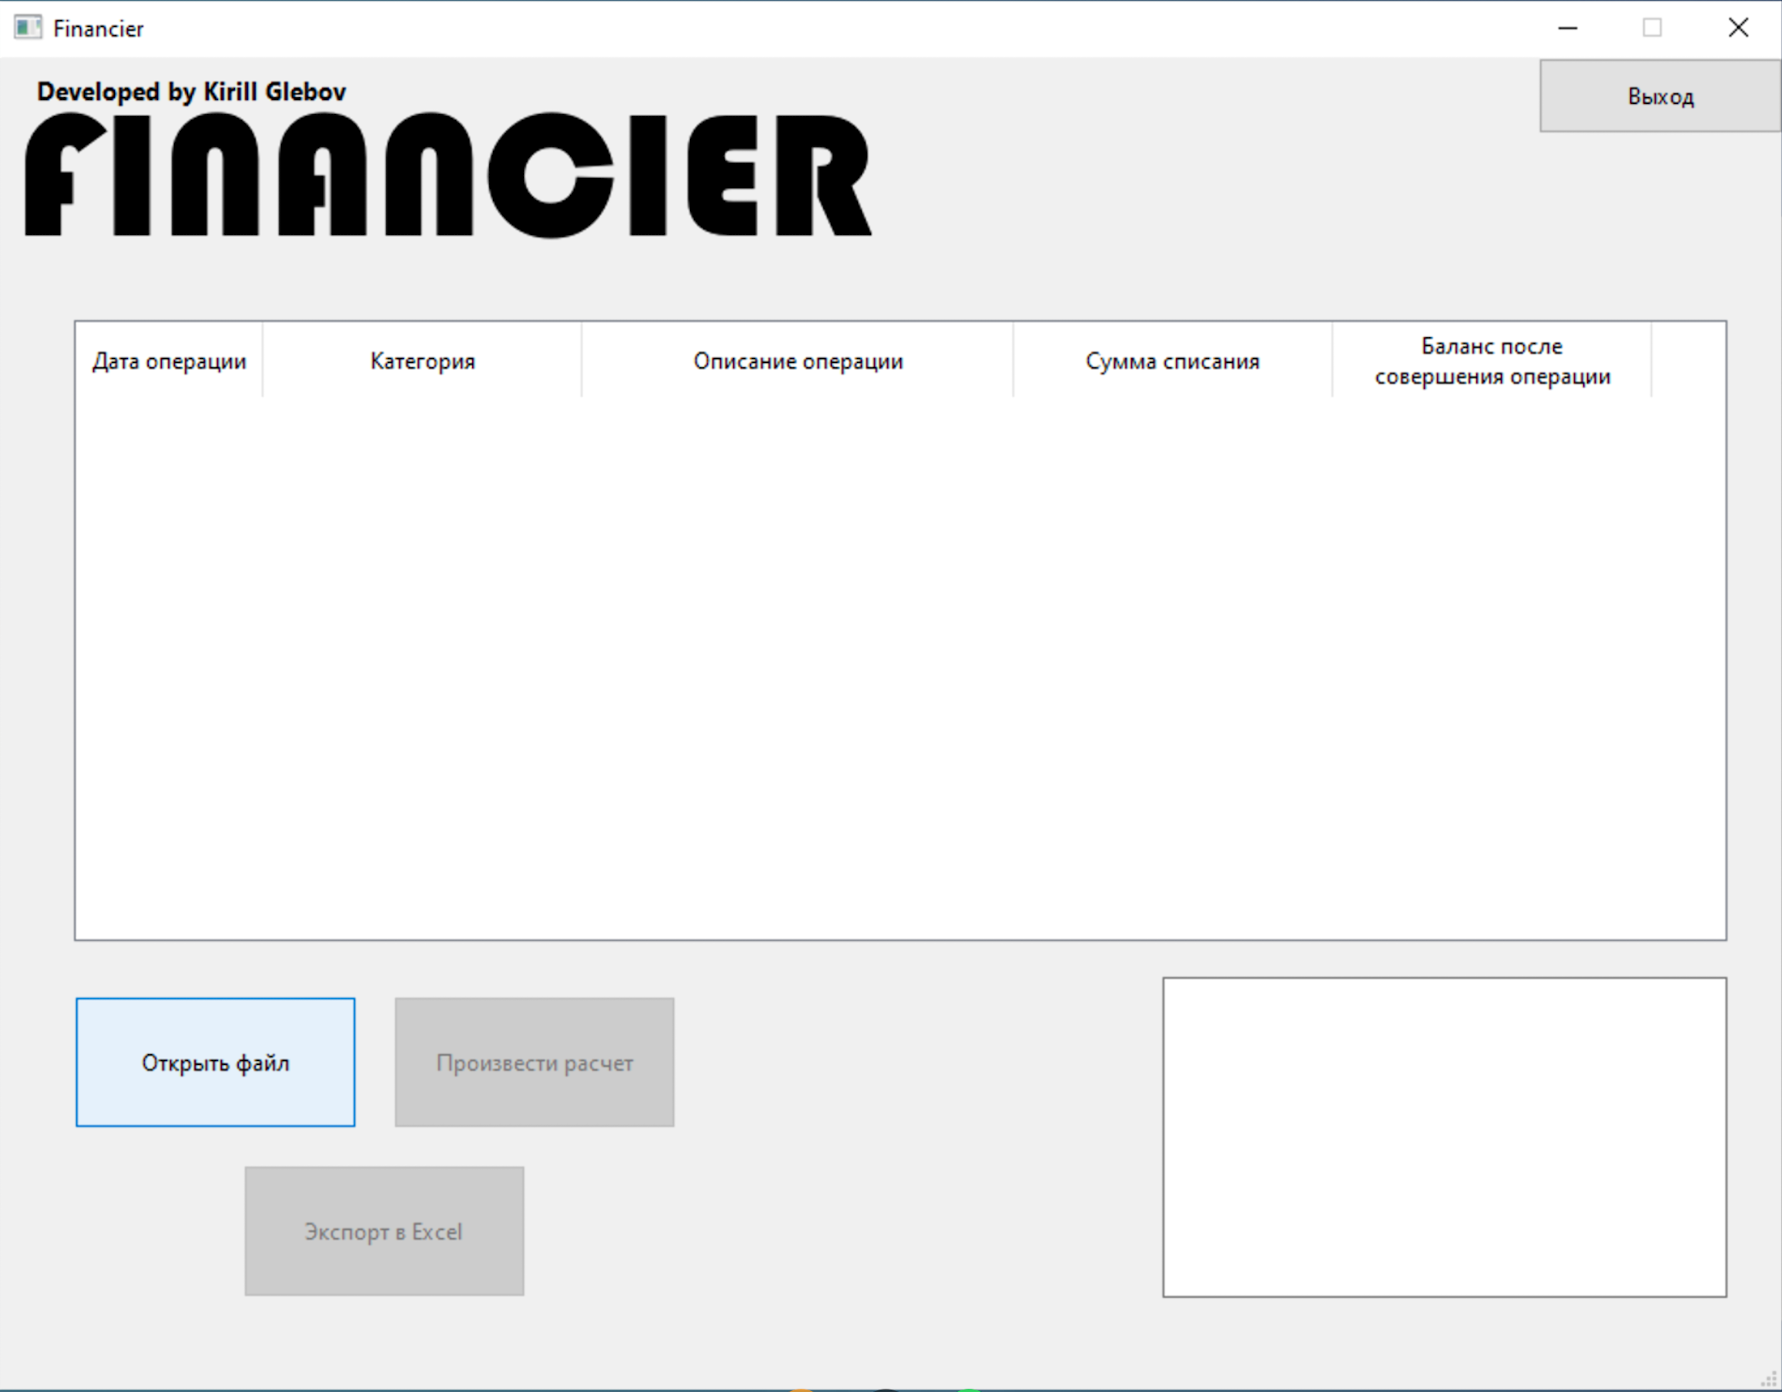 Financier
Developed by Kirill Glebov
Выход
FINANCIER
Дата операции
Категория
Описание операции
Сумма списания
Баланс после
совершения операции
Открыть файл
Произвести расчет
Экспорт в Excel